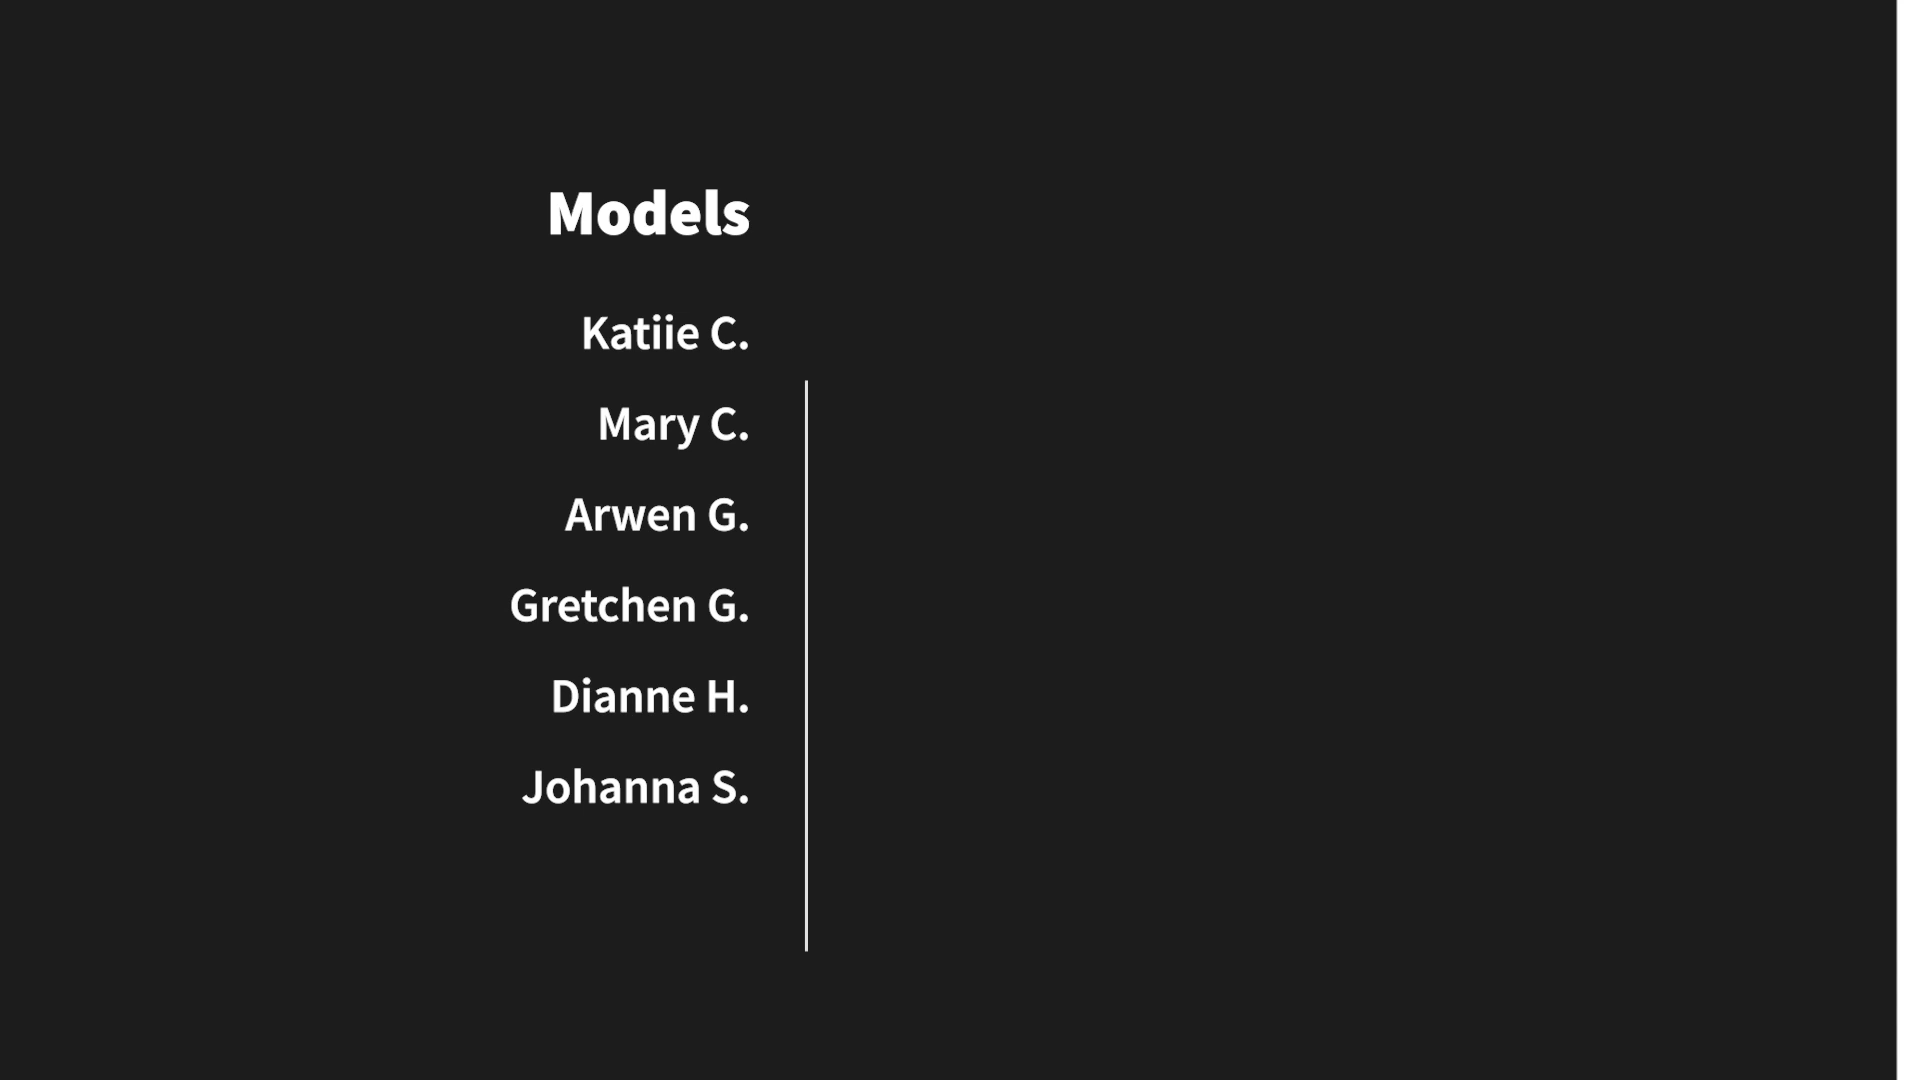 Models
Katiie C.
Mary C.
Arwen G.
Gretchen G.
Dianne H.
Johanna S.